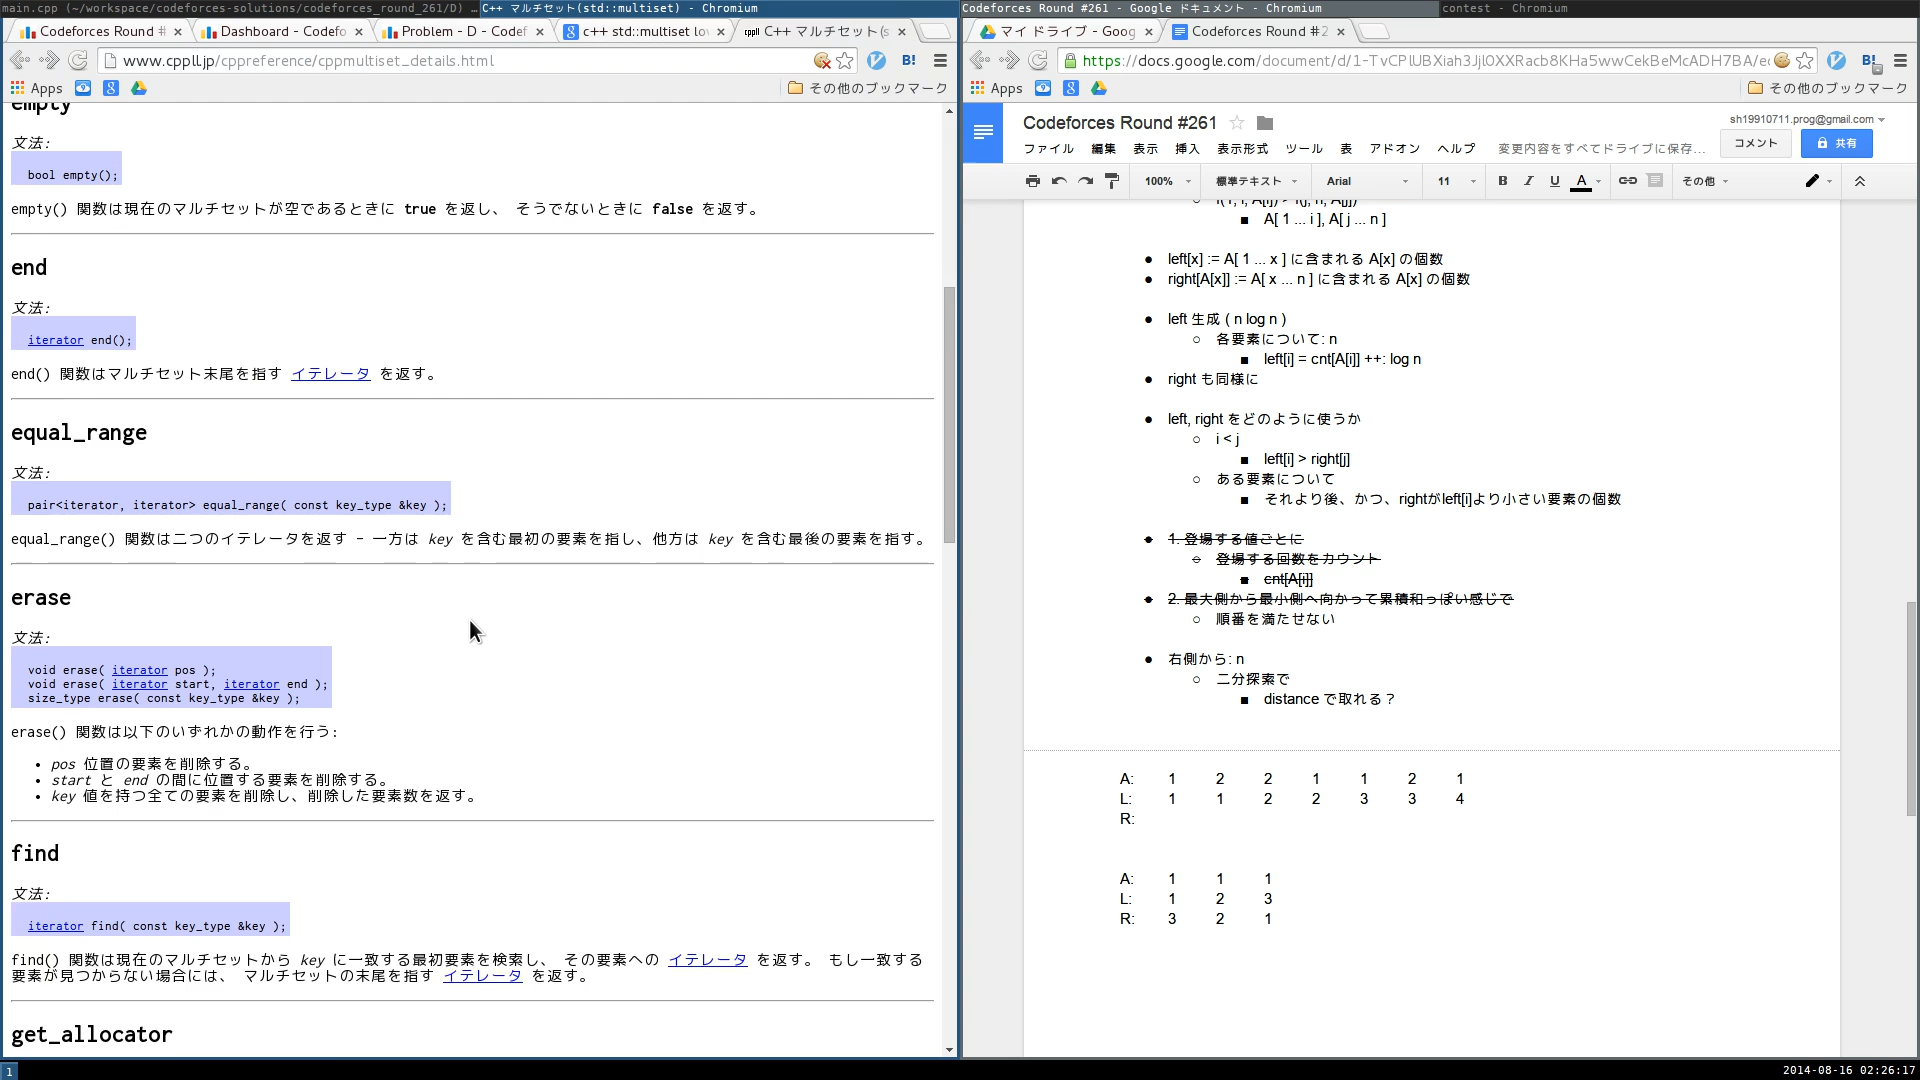 main.cpp (~/workspace/codeforces-solutions/codeforces_round_261/D) …
C++ マルチセット(std::multiset) - Chromium
Codeforces Round #261 - Google ドキュメント - Chromium
contest - Chromium
Codeforces Round #
Dashboard - Codefo
Problem - D - Codef
c++ std::multiset lo
C++ マルチセット(s
www.cppll.jp/cppreference/cppmultiset_details.html
B!
Apps
その他のブックマーク
empty
文法:
bool empty();
empty() 関数は現在のマルチセットが空であるときに true を返し、 そうでないときに false を返す。
end
文法:
iterator end();
end() 関数はマルチセット末尾を指す イテレータ を返す。
equal_range
文法:
pair<iterator, iterator> equal_range( const key_type &key );
equal_range() 関数は二つのイテレータを返す - 一方は key を含む最初の要素を指し、他方は key を含む最後の要素を指す。
erase
文法:
void erase( iterator pos );
void erase( iterator start, iterator end );
size_type erase( const key_type &key );
erase() 関数は以下のいずれかの動作を行う:
• pos 位置の要素を削除する。
• start と end の間に位置する要素を削除する。
• key 値を持つ全ての要素を削除し、削除した要素数を返す。
find
文法:
iterator find( const key_type &key );
find() 関数は現在のマルチセットから key に一致する最初要素を検索し、 その要素への イテレータ を返す。 もし一致する
要素が見つからない場合には、 マルチセットの末尾を指す イテレータ を返す。
get_allocator
マイ ドライブ - Goog
Codeforces Round #2
https://docs.google.com/document/d/1-TvCPlUBXiah3Jjl0XXRacb8KHa5wwCekBeMcADH7BA/e
B!
Apps
その他のブックマーク
Codeforces Round #261
sh19910711.prog@gmail.com
ファイル 編集 表示 挿入 表示形式 ツール 表 アドオン ヘルプ 変更内容をすべてドライブに保存...
コメント
共有
100% 標準テキスト Arial 11 B I U A その他
○ f(1, i, A[i]) > f(j, n, A[j])
■ A[ 1 ... i ], A[ j ... n ]
● left[x] := A[ 1 ... x ] に含まれる A[x] の個数
● right[A[x]] := A[ x ... n ] に含まれる A[x] の個数
● left 生成 ( n log n )
○ 各要素について: n
■ left[i] = cnt[A[i]] ++: log n
● right も同様に
● left, right をどのように使うか
○ i < j
■ left[i] > right[j]
○ ある要素について
■ それより後、かつ、rightがleft[i]より小さい要素の個数
● 1. 登場する値ごとに
○ 登場する回数をカウント
■ cnt[A[i]]
● 2. 最大側から最小側へ向かって累積和っぽい感じで
○ 順番を満たせない
● 右側から: n
○ 二分探索で
■ distance で取れる？
A: 1 2 2 1 1 2 1
L: 1 1 2 2 3 3 4
R:
A: 1 1 1
L: 1 2 3
R: 3 2 1
1
2014-08-16 02:26:17